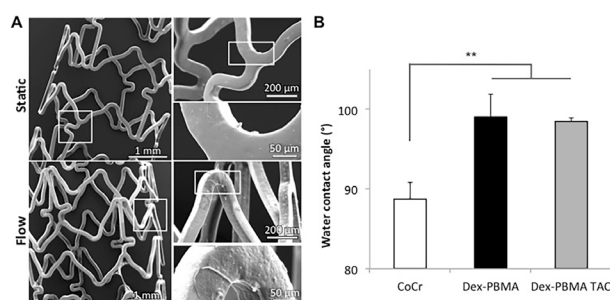 A
Static
200 µm
50 µm
1 mm
Flow
200 µm
1 mm
50 µm
B
**
Water contact angle (°)
100
90
80
CoCr
Dex-PBMA
Dex-PBMA TAC